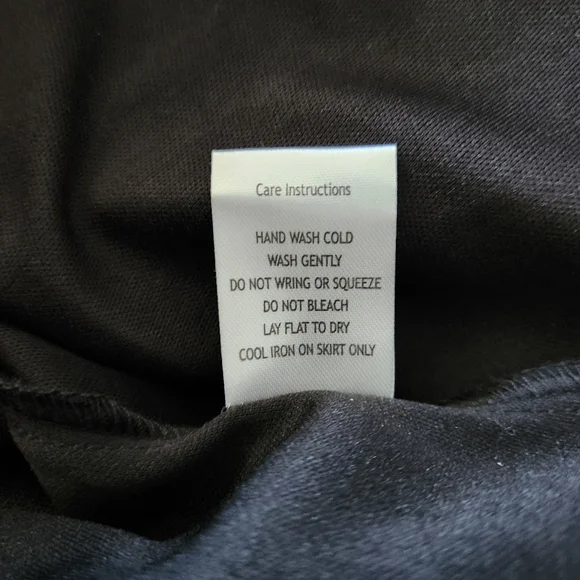 Care Instructions
HAND WASH COLD
WASH GENTLY
DO NOT WRING OR SQUEEZE
DO NOT BLEACH
LAY FLAT TO DRY
COOL IRON ON SKIRT ONLY